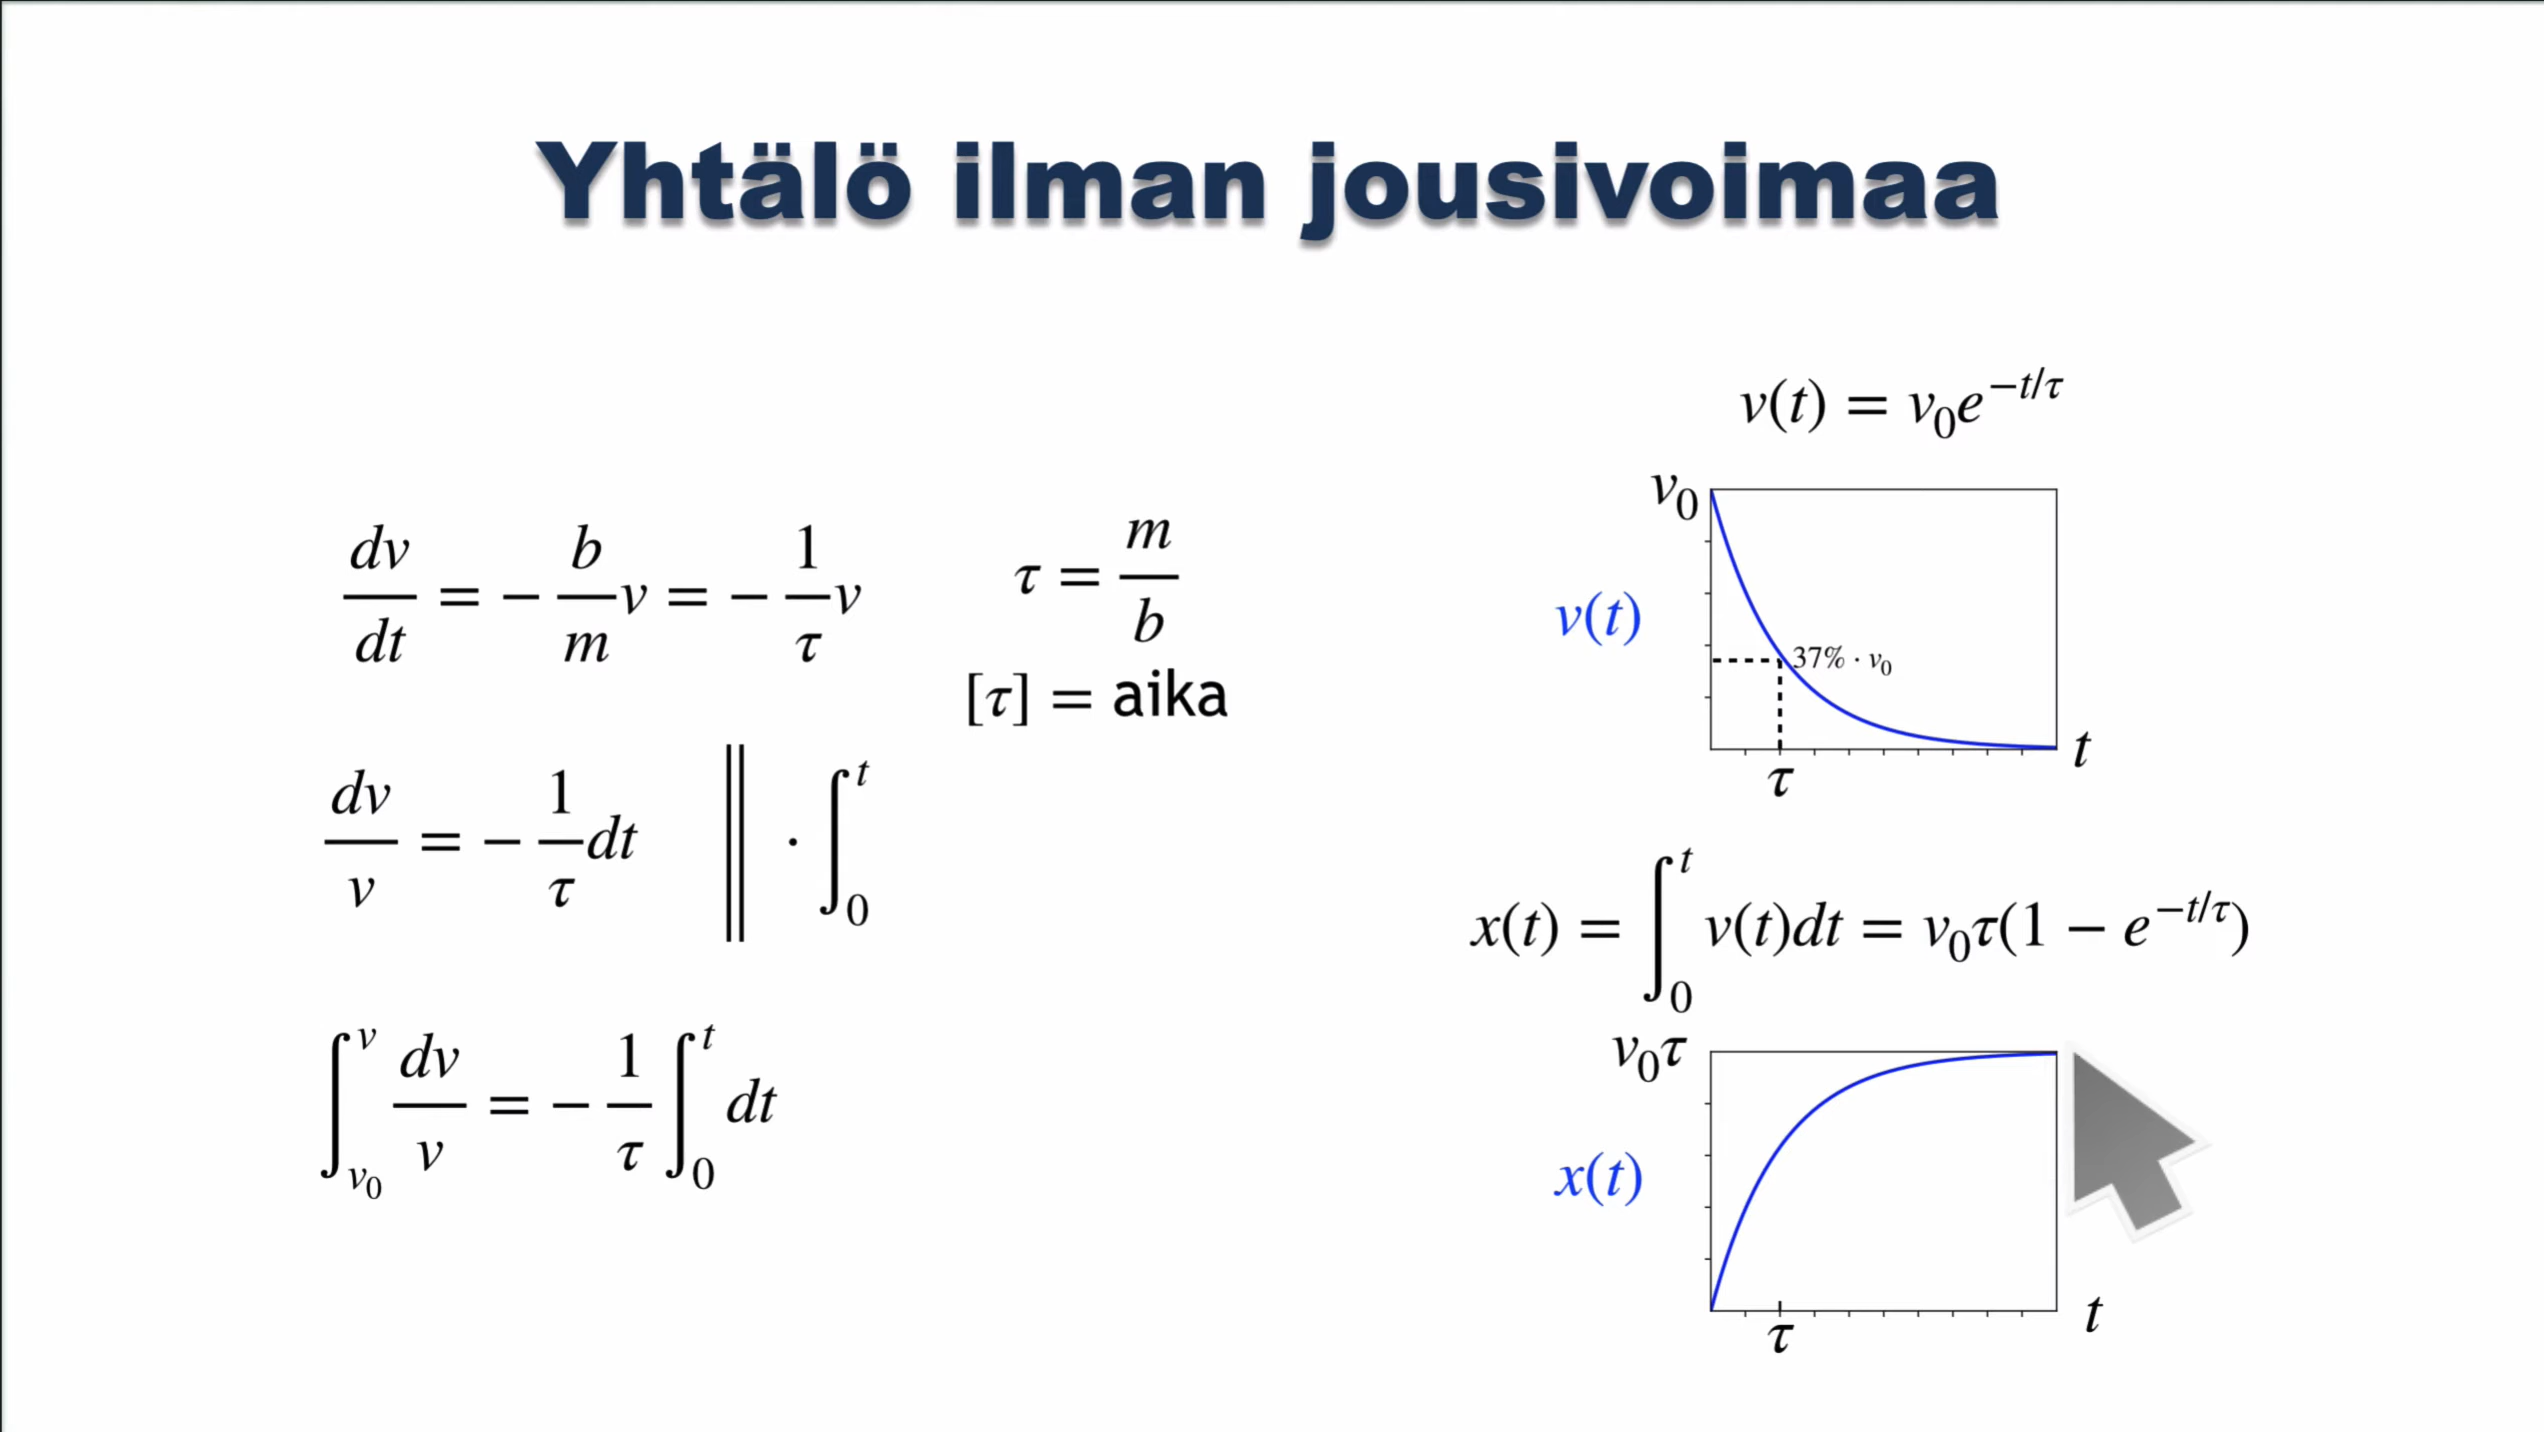 Yhtälö ilman jousivoimaa
dv/dt = − b/m v = − 1/τ v
τ = m/b
[τ] = aika
dv/v = − 1/τ dt ‖ · ∫₀ᵗ
∫_{v₀}^{v} dv/v = − 1/τ ∫₀ᵗ dt
v(t) = v₀e^{−t/τ}
v₀
v(t)
37% · v₀
t
τ
x(t) = ∫₀ᵗ v(t)dt = v₀τ(1 − e^{−t/τ})
v₀τ
x(t)
t
τ